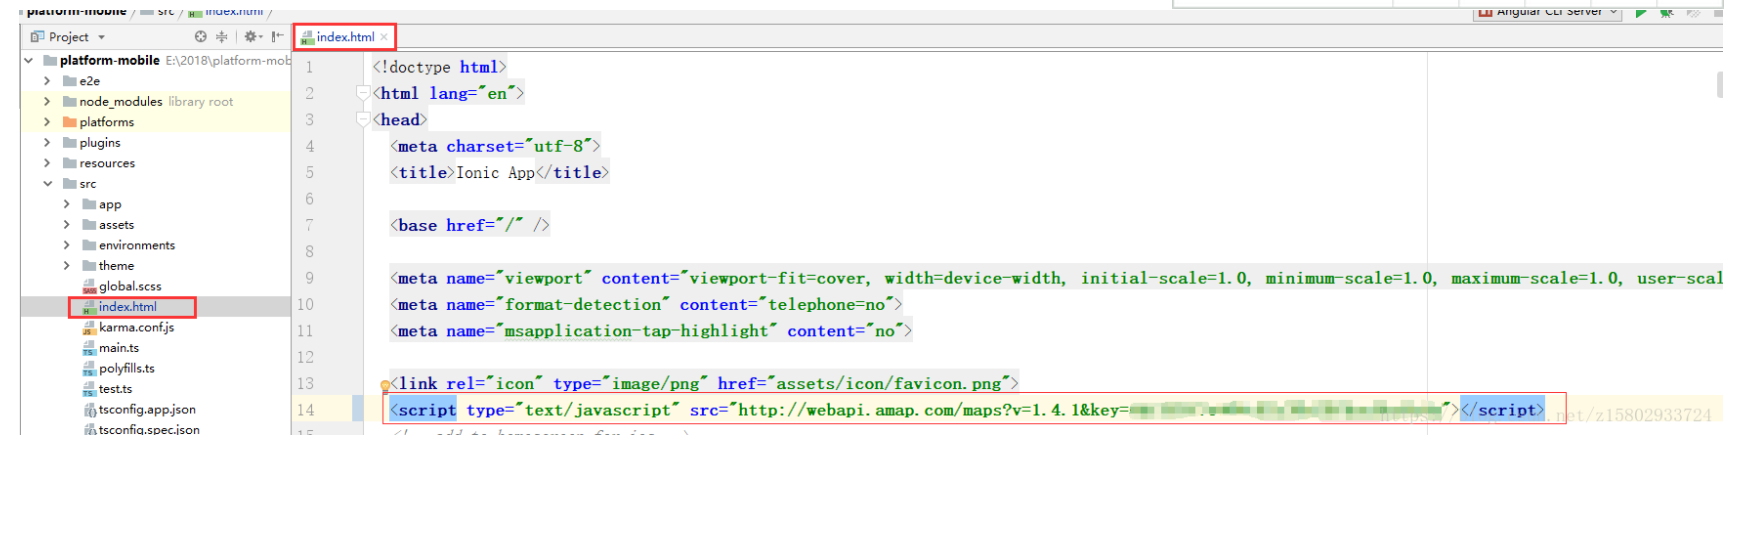 platform-mobile / src / index.html /
Angular CLI Server
Project
index.html
platform-mobile E:\2018\platform-mob
e2e
node_modules library root
platforms
plugins
resources
src
app
assets
environments
theme
global.scss
index.html
karma.conf.js
main.ts
polyfills.ts
test.ts
tsconfig.app.json
tsconfig.spec.json
1 <!doctype html>
2 <html lang="en">
3 <head>
4 <meta charset="utf-8">
5 <title>Ionic App</title>
6
7 <base href="/" />
8
9 <meta name="viewport" content="viewport-fit=cover, width=device-width, initial-scale=1.0, minimum-scale=1.0, maximum-scale=1.0, user-scal
10 <meta name="format-detection" content="telephone=no">
11 <meta name="msapplication-tap-highlight" content="no">
12
13 <link rel="icon" type="image/png" href="assets/icon/favicon.png">
14 <script type="text/javascript" src="http://webapi.amap.com/maps?v=1.4.1&key="></script>
.net/z15802933724
15 <!-- add to homescreen for ios -->